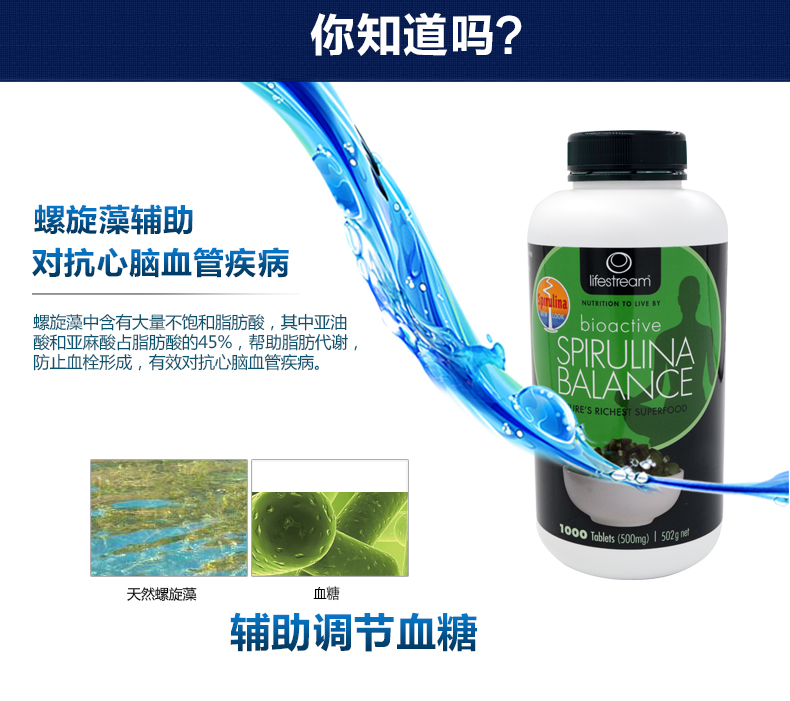 你知道吗?
螺旋藻辅助
对抗心脑血管疾病
螺旋藻中含有大量不饱和脂肪酸，其中亚油
酸和亚麻酸占脂肪酸的45%，帮助脂肪代谢，
防止血栓形成，有效对抗心脑血管疾病。
lifestream
NUTRITION TO LIVE BY
Spirulina
bioactive
SPIRULINA
BALANCE
URE'S RICHEST SUPERFOOD
1000 Tablets (500mg) | 502g net
天然螺旋藻
血糖
辅助调节血糖